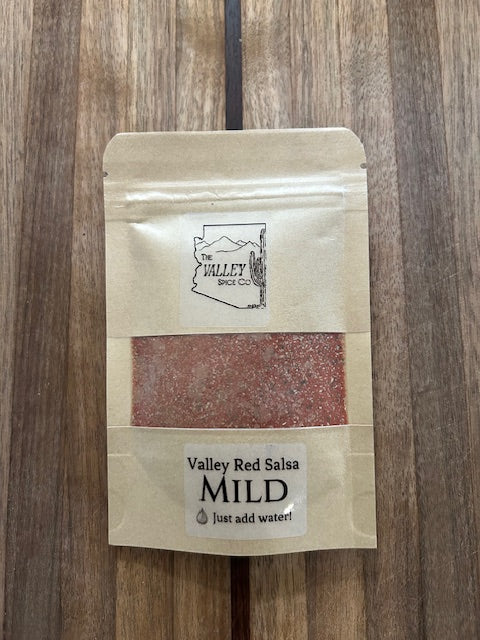 The
Valley
Spice Co
Valley Red Salsa
Mild
Just add water!